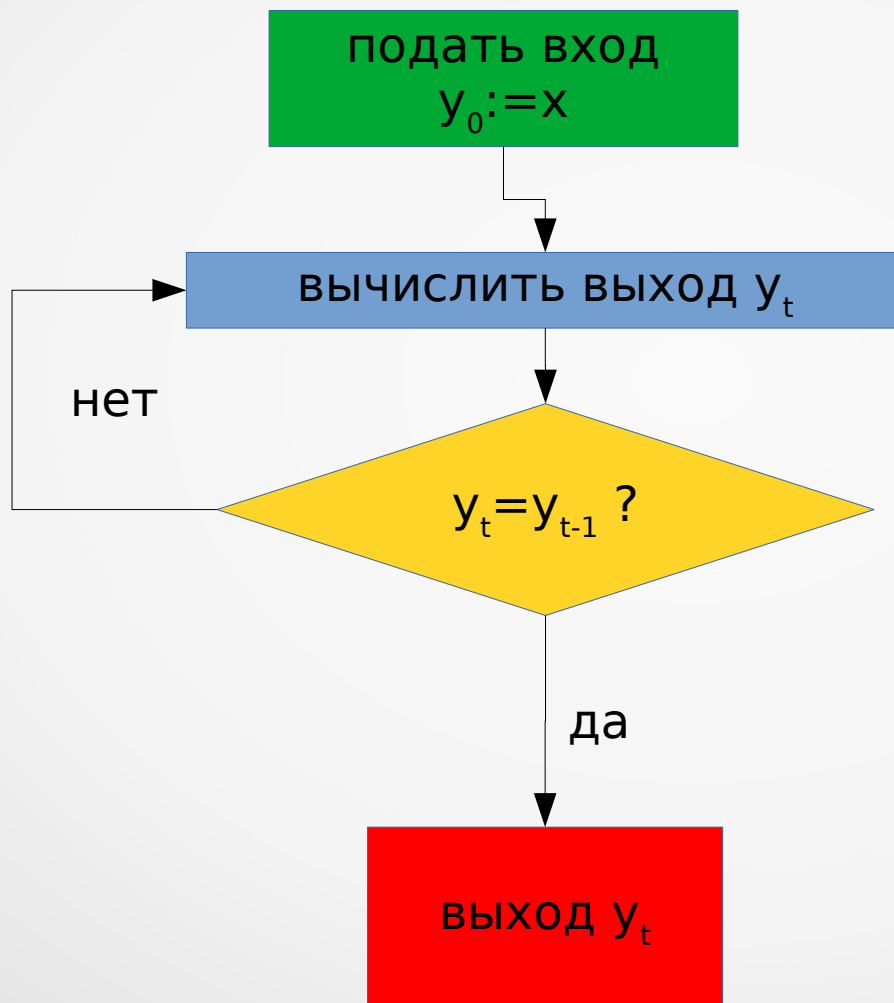 подать вход
y₀:=x
вычислить выход yₜ
нет
yₜ=yₜ₋₁ ?
да
выход yₜ